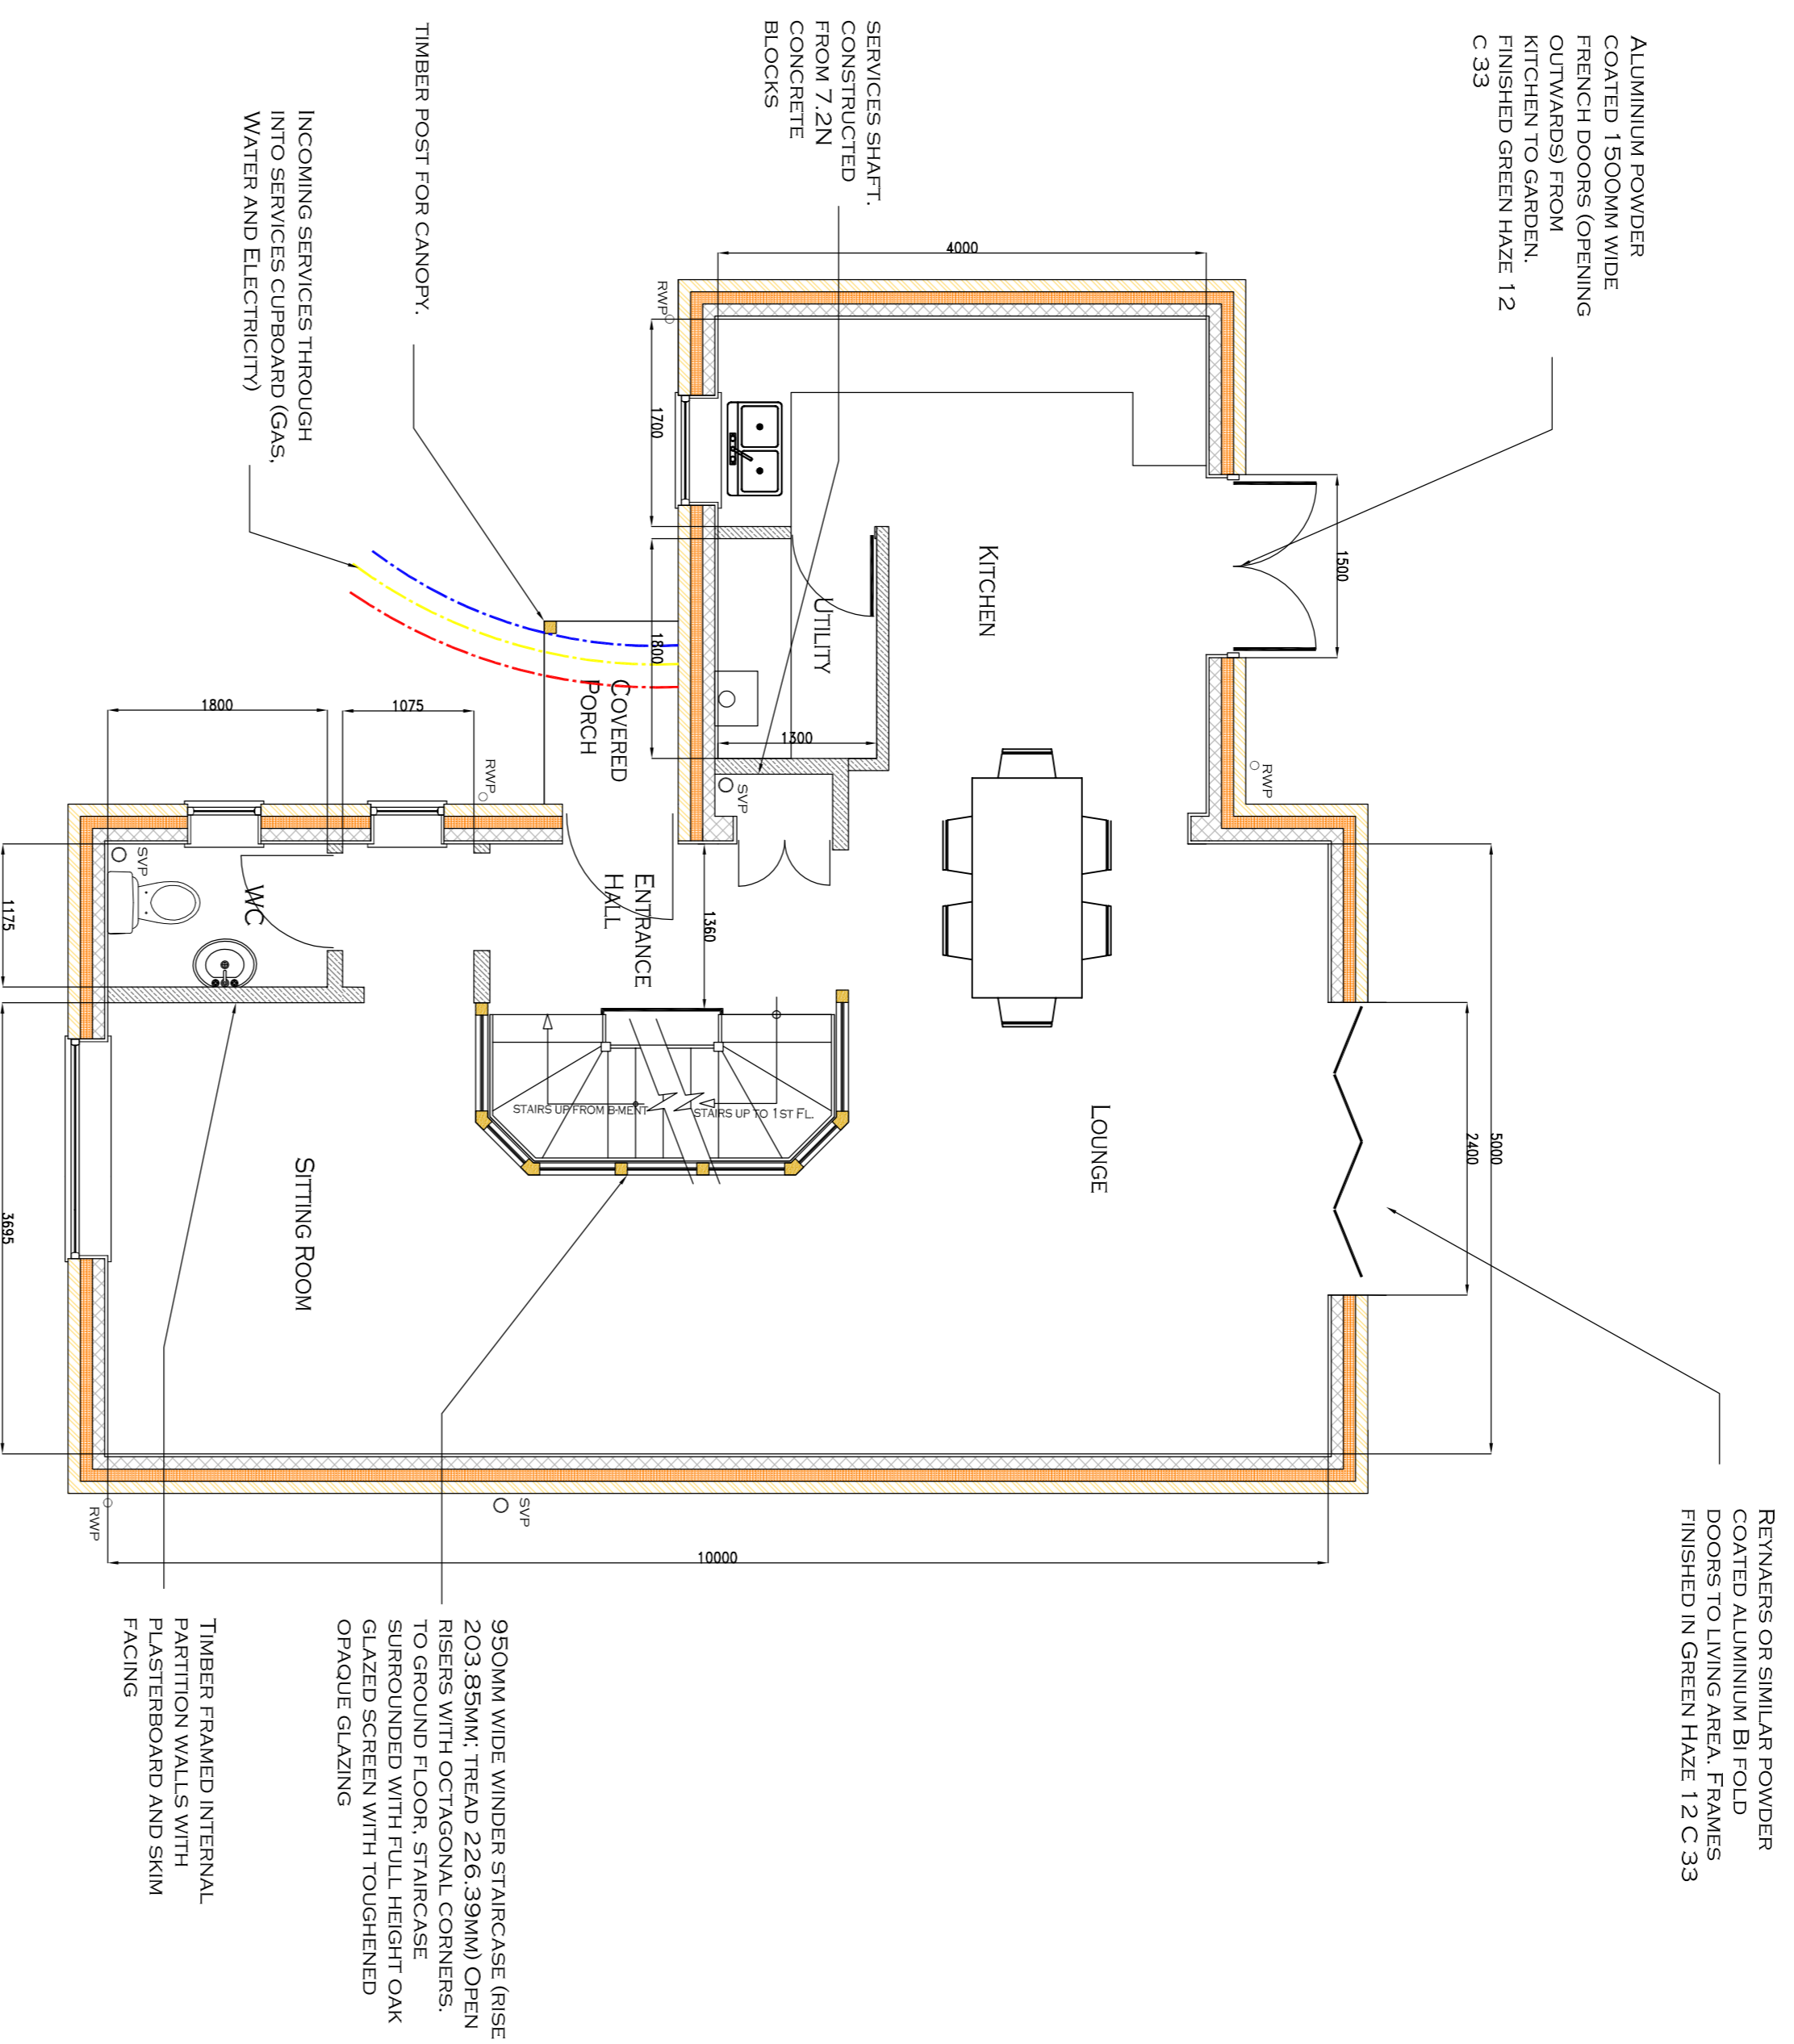 ALUMINIUM POWDER
COATED 1500MM WIDE
FRENCH DOORS (OPENING
OUTWARDS) FROM
KITCHEN TO GARDEN.
FINISHED GREEN HAZE 12
C 33
SERVICES SHAFT.
CONSTRUCTED
FROM 7.2N
CONCRETE
BLOCKS
TIMBER POST FOR CANOPY.
INCOMING SERVICES THROUGH
INTO SERVICES CUPBOARD (GAS,
WATER AND ELECTRICITY)
4000
RWP
1700
1500
KITCHEN
UTILITY
1800
1300
COVERED
PORCH
SVP
RWP
1800
1075
RWP
ENTRANCE
HALL
1360
SVP
WC
1175
3695
STAIRS UP FROM B-MENT
STAIRS UP TO 1ST FL.
LOUNGE
SITTING ROOM
2400
5000
10000
SVP
RWP
REYNAERS OR SIMILAR POWDER
COATED ALUMINIUM BI FOLD
DOORS TO LIVING AREA. FRAMES
FINISHED IN GREEN HAZE 12 C 33
950MM WIDE WINDER STAIRCASE (RISE
203.85MM; TREAD 226.39MM) OPEN
RISERS WITH OCTAGONAL CORNERS.
TO GROUND FLOOR, STAIRCASE
SURROUNDED WITH FULL HEIGHT OAK
GLAZED SCREEN WITH TOUGHENED
OPAQUE GLAZING
TIMBER FRAMED INTERNAL
PARTITION WALLS WITH
PLASTERBOARD AND SKIM
FACING